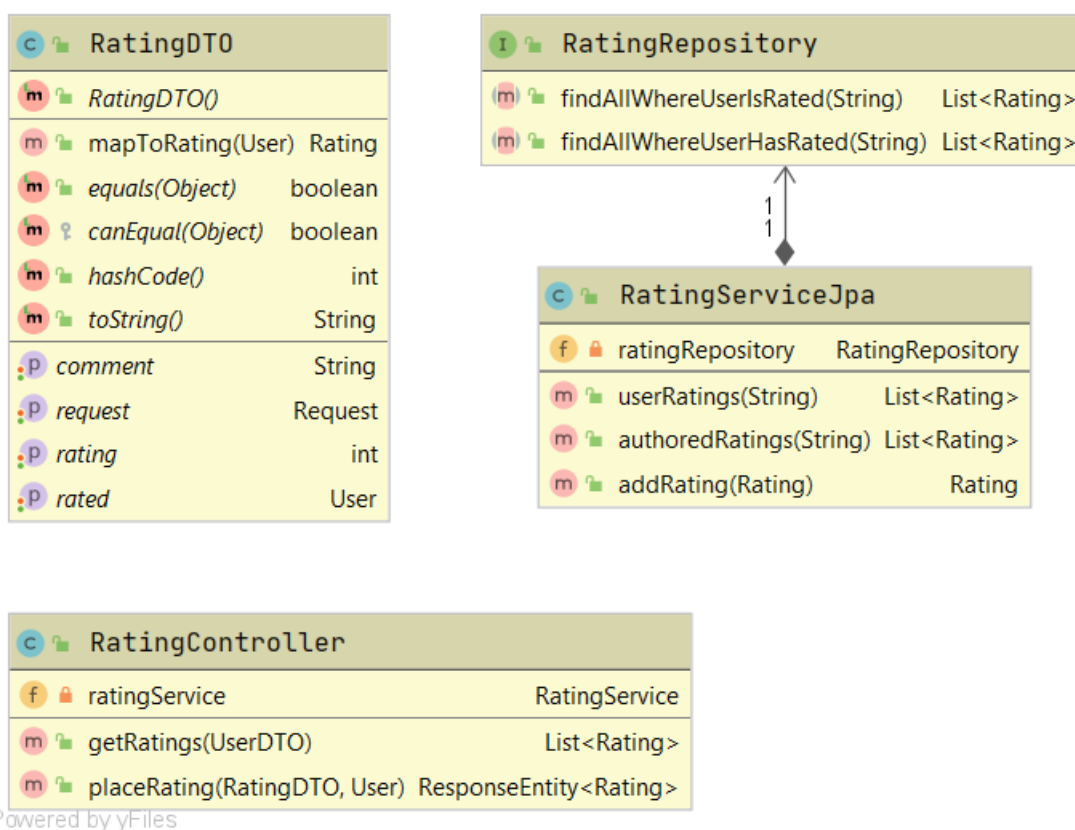 RatingDTO
RatingDTO()
mapToRating(User) Rating
equals(Object) boolean
canEqual(Object) boolean
hashCode() int
toString() String
comment String
request Request
rating int
rated User
RatingRepository
findAllWhereUserIsRated(String) List<Rating>
findAllWhereUserHasRated(String) List<Rating>
1
1
RatingServiceJpa
ratingRepository RatingRepository
userRatings(String) List<Rating>
authoredRatings(String) List<Rating>
addRating(Rating) Rating
RatingController
ratingService RatingService
getRatings(UserDTO) List<Rating>
placeRating(RatingDTO, User) ResponseEntity<Rating>
Powered by yFiles